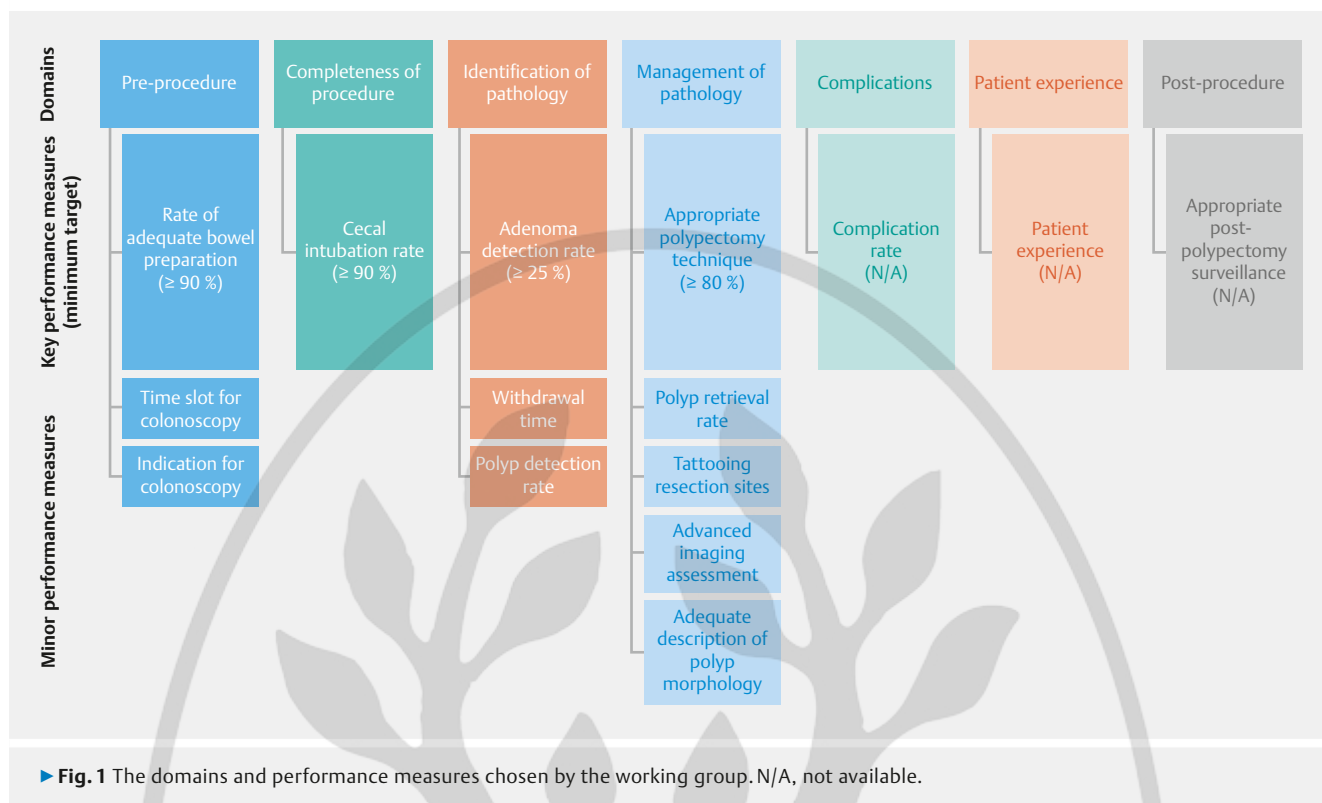 Domains
Pre-procedure
Completeness of
procedure
Identification of
pathology
Management of
pathology
Complications
Patient experience
Post-procedure
Key performance measures
(minimum target)
Rate of
adequate bowel
preparation
(≥ 90 %)
Cecal
intubation rate
(≥ 90 %)
Adenoma
detection rate
(≥ 25 %)
Appropriate
polypectomy
technique
(≥ 80 %)
Complication
rate
(N/A)
Patient
experience
(N/A)
Appropriate
post-
polypectomy
surveillance
(N/A)
Minor performance measures
Time slot for
colonoscopy
Indication for
colonoscopy
Withdrawal
time
Polyp detection
rate
Polyp retrieval
rate
Tattooing
resection sites
Advanced
imaging
assessment
Adequate
description of
polyp
morphology
▶ Fig. 1 The domains and performance measures chosen by the working group. N/A, not available.